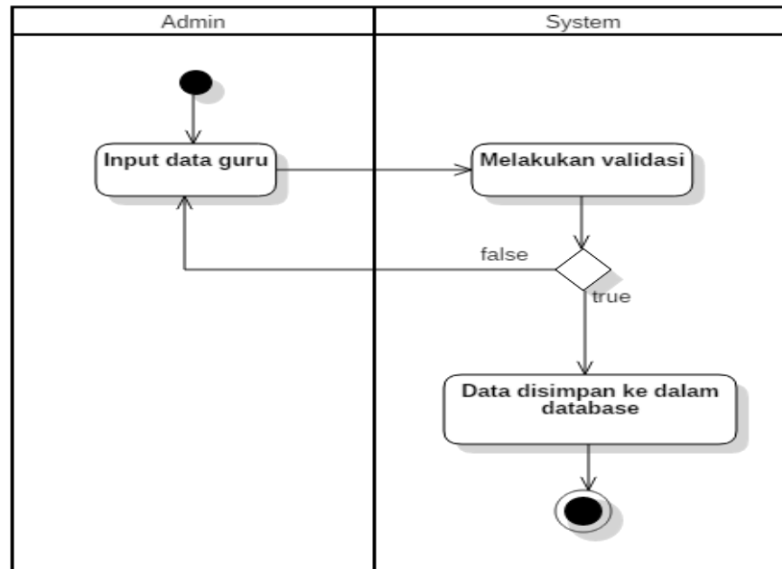 Admin
System
Input data guru
Melakukan validasi
false
true
Data disimpan ke dalam
database